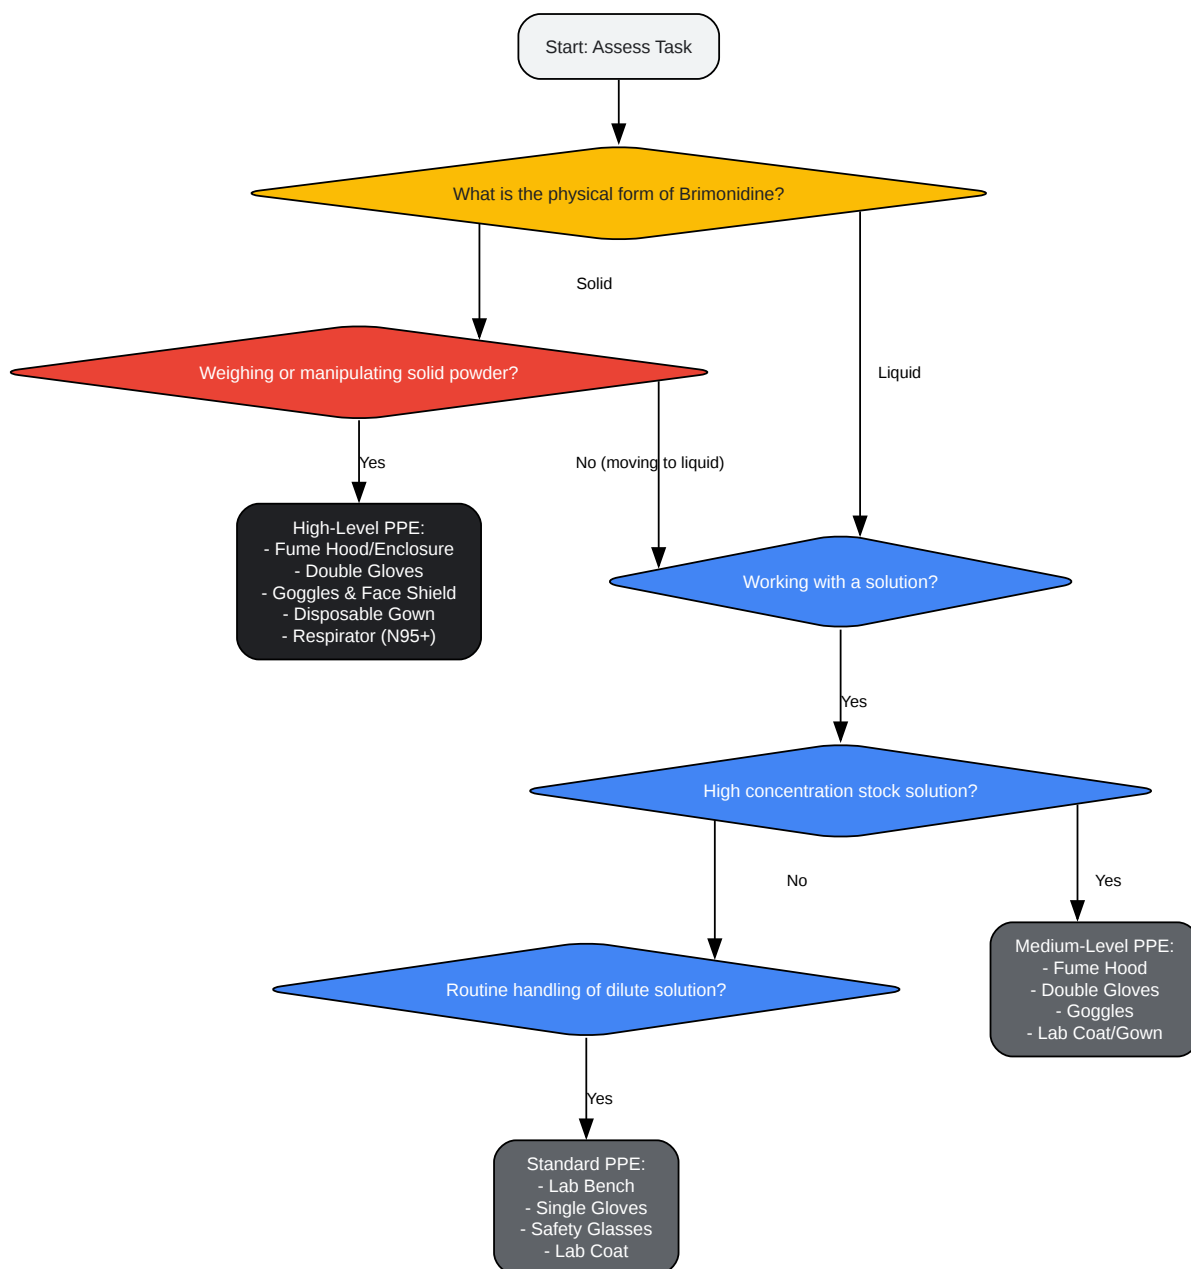 Start: Assess Task
What is the physical form of Brimonidine?
Solid
Weighing or manipulating solid powder?
Liquid
Yes
No (moving to liquid)
High-Level PPE:
- Fume Hood/Enclosure
- Double Gloves
- Goggles & Face Shield
- Disposable Gown
- Respirator (N95+)
Working with a solution?
Yes
High concentration stock solution?
No
Yes
Medium-Level PPE:
- Fume Hood
- Double Gloves
- Goggles
- Lab Coat/Gown
Routine handling of dilute solution?
Yes
Standard PPE:
- Lab Bench
- Single Gloves
- Safety Glasses
- Lab Coat